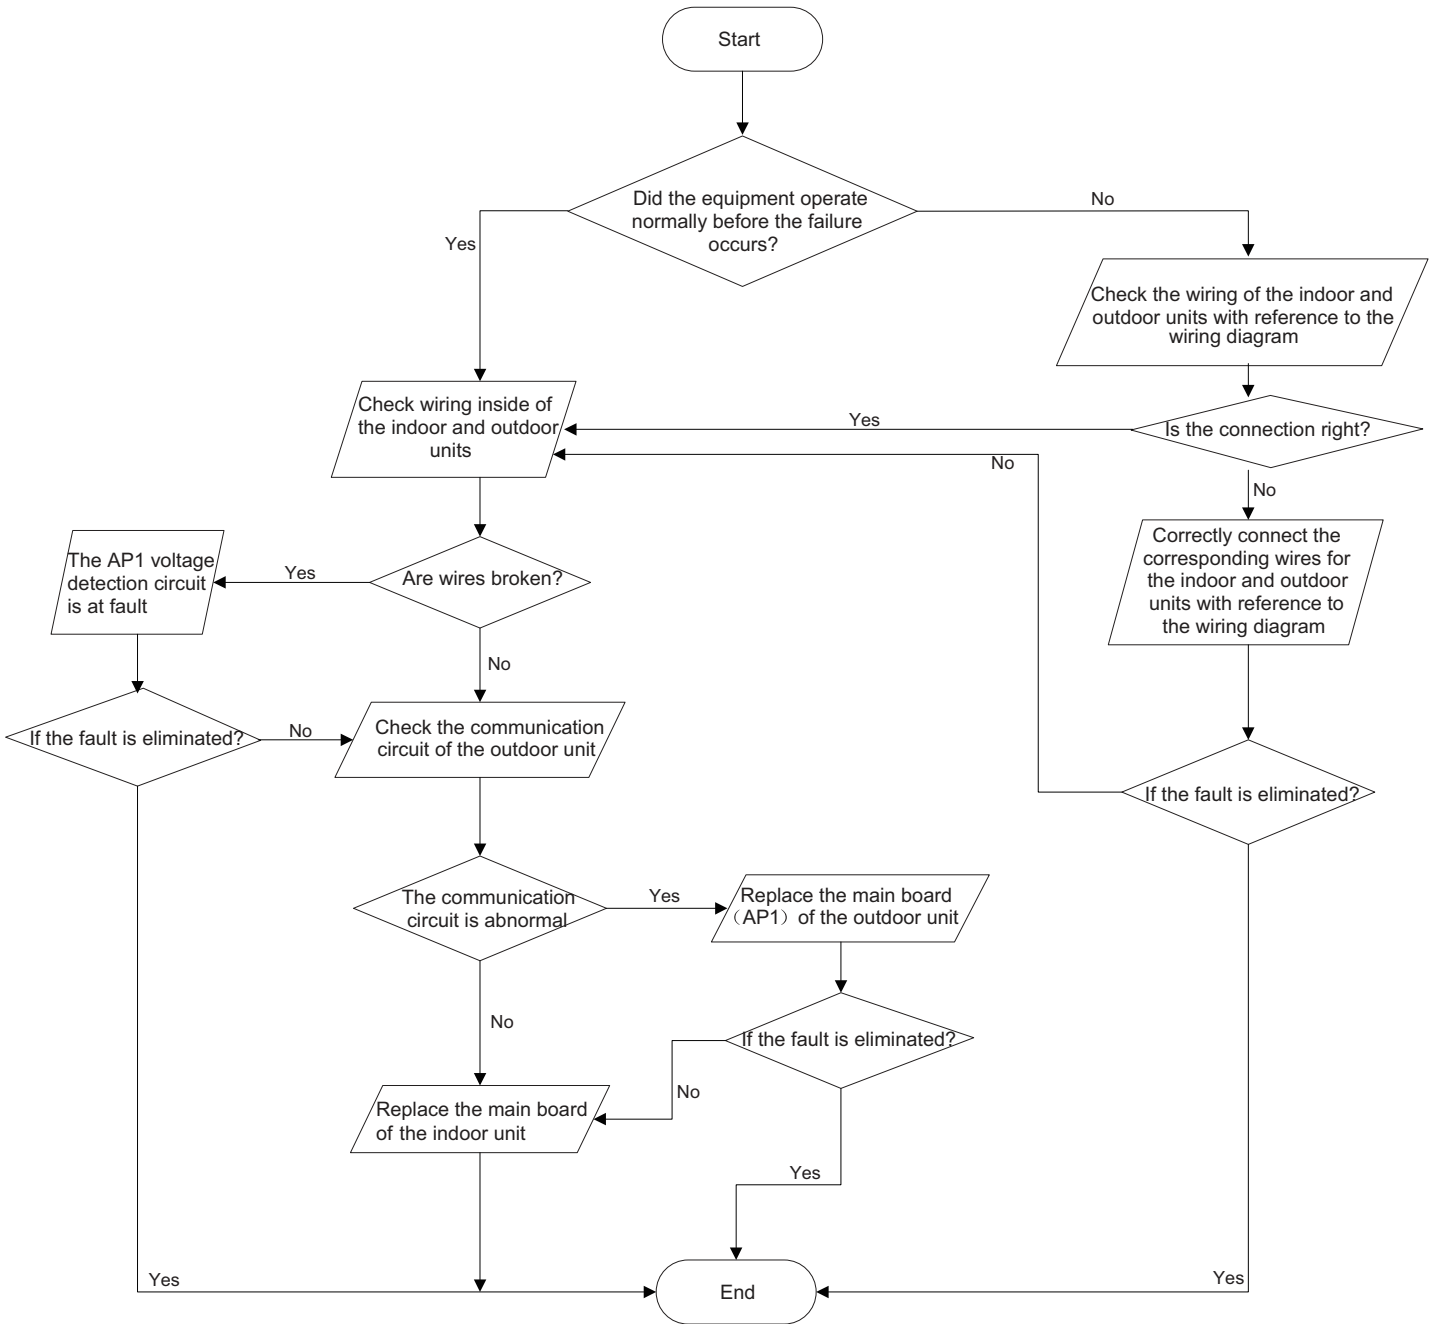 Start
Did the equipment operate
normally before the failure
occurs?
No
Yes
Check the wiring of the indoor and
outdoor units with reference to the
wiring diagram
Check wiring inside of
the indoor and outdoor
units
Yes
Is the connection right?
No
No
Correctly connect the
corresponding wires for
the indoor and outdoor
units with reference to
the wiring diagram
The AP1 voltage
detection circuit
is at fault
Yes
Are wires broken?
No
If the fault is eliminated?
No
Check the communication
circuit of the outdoor unit
If the fault is eliminated?
The communication
circuit is abnormal
Yes
Replace the main board
（AP1）of the outdoor unit
No
If the fault is eliminated?
No
Replace the main board
of the indoor unit
Yes
Yes
End
Yes